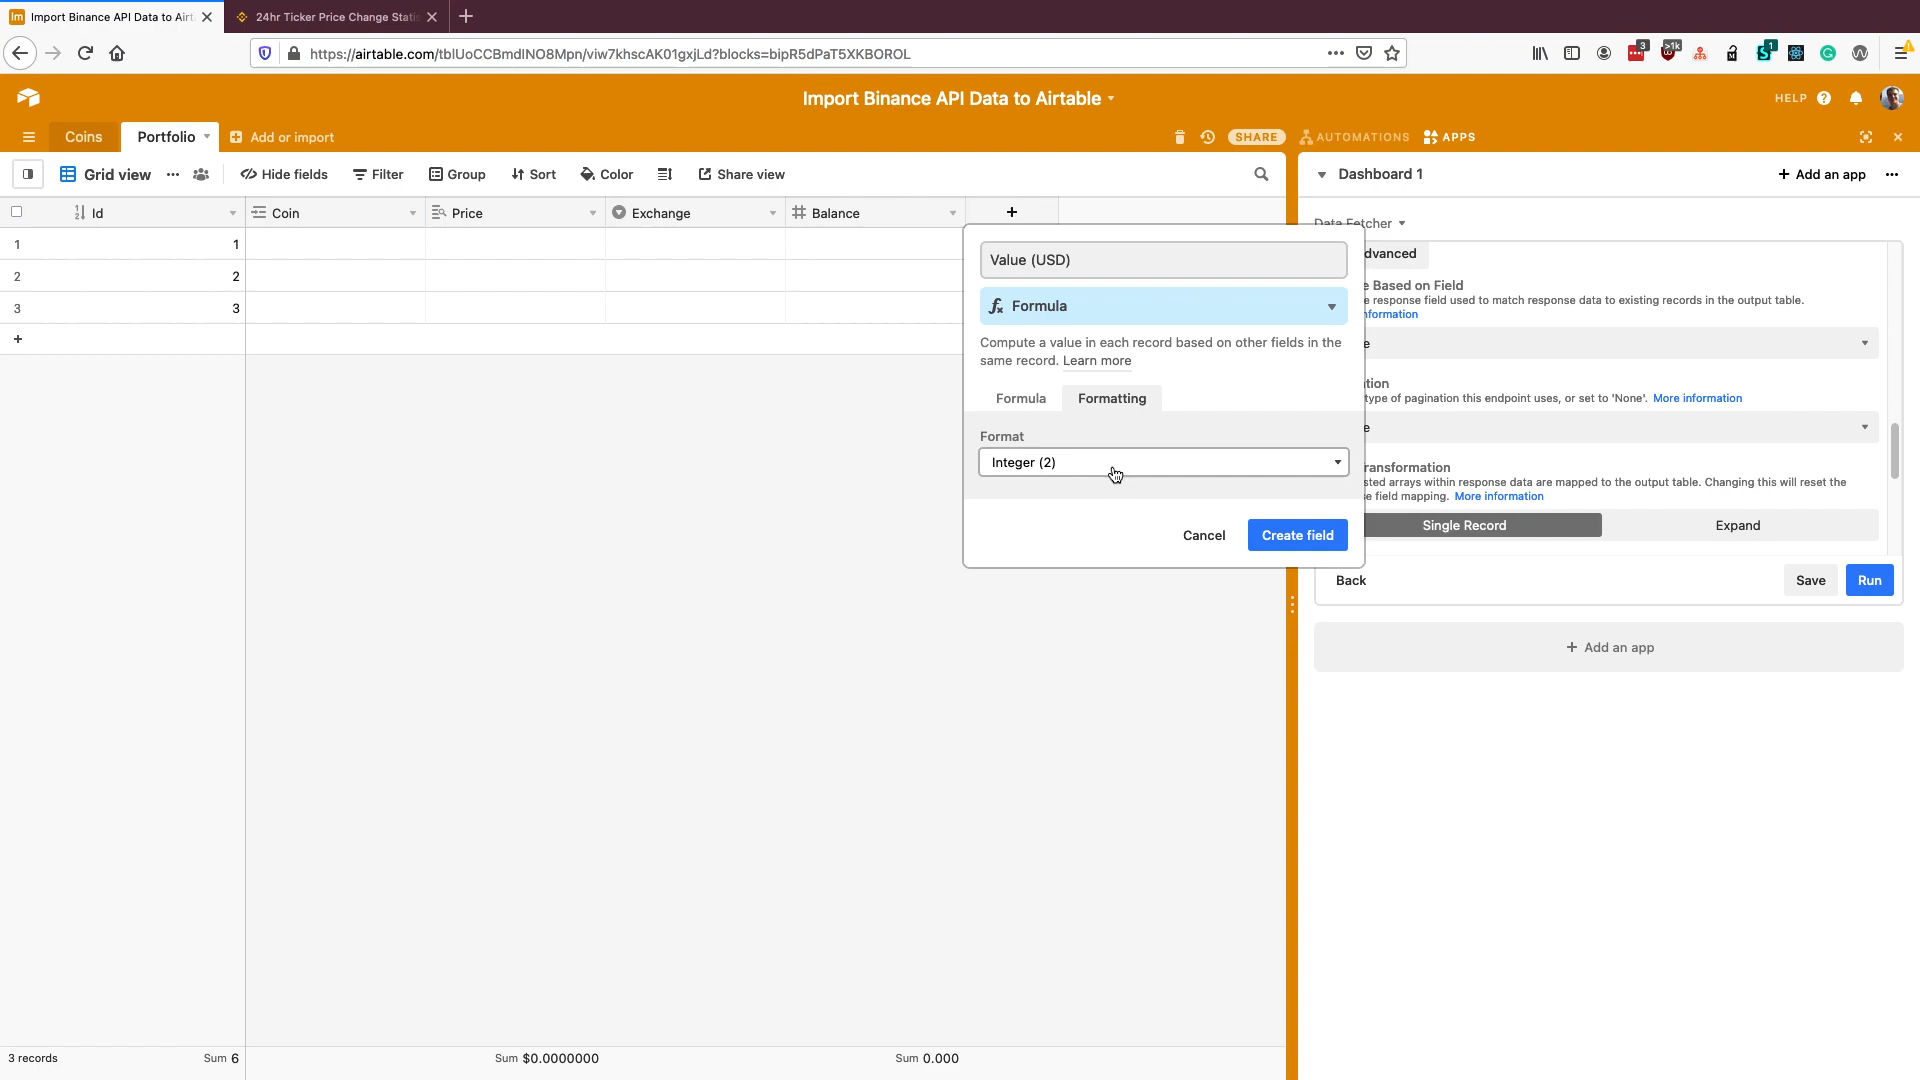 Import Binance API Data to Airt
24hr Ticker Price Change Statis
https://airtable.com/tblUoCCBmdINO8Mpn/viw7khscAK01gxjLd?blocks=bipR5dPaT5XKBOROL
3
>1k
1
Import Binance API Data to Airtable
HELP
Coins
Portfolio
Add or import
SHARE
AUTOMATIONS
APPS
Grid view
Hide fields
Filter
Group
Sort
Color
Share view
Dashboard 1
Add an app
Id
Coin
Price
Exchange
Balance
Data Fetcher
1 1
2 2
3 3
Value (USD)
Formula
Compute a value in each record based on other fields in the
same record. Learn more
Formula
Formatting
Format
Integer (2)
Cancel
Create field
dvanced
e Based on Field
e response field used to match response data to existing records in the output table.
nformation
e
tion
type of pagination this endpoint uses, or set to 'None'. More information
e
ransformation
sted arrays within response data are mapped to the output table. Changing this will reset the
e field mapping. More information
Single Record
Expand
Back
Save
Run
Add an app
3 records
Sum 6
Sum $0.0000000
Sum 0.000